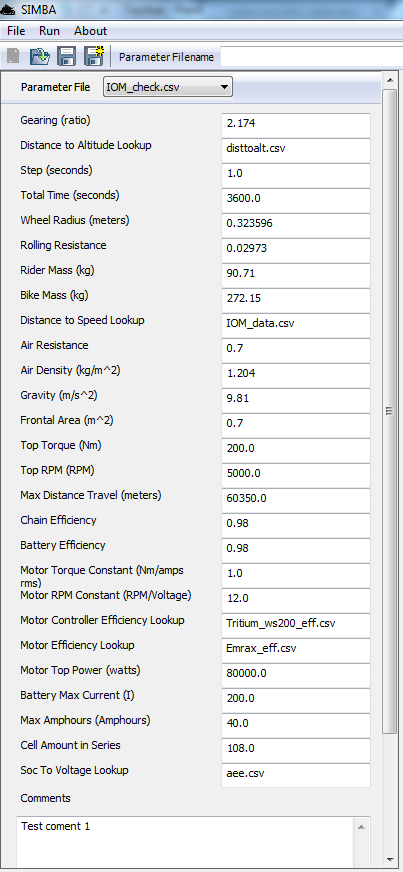 SIMBA
File Run About
Parameter Filename
Parameter File IOM_check.csv
Gearing (ratio) 2.174
Distance to Altitude Lookup disttoalt.csv
Step (seconds) 1.0
Total Time (seconds) 3600.0
Wheel Radius (meters) 0.323596
Rolling Resistance 0.02973
Rider Mass (kg) 90.71
Bike Mass (kg) 272.15
Distance to Speed Lookup IOM_data.csv
Air Resistance 0.7
Air Density (kg/m^2) 1.204
Gravity (m/s^2) 9.81
Frontal Area (m^2) 0.7
Top Torque (Nm) 200.0
Top RPM (RPM) 5000.0
Max Distance Travel (meters) 60350.0
Chain Efficiency 0.98
Battery Efficiency 0.98
Motor Torque Constant (Nm/amps
rms) 1.0
Motor RPM Constant (RPM/Voltage) 12.0
Motor Controller Efficiency Lookup Tritium_ws200_eff.csv
Motor Efficiency Lookup Emrax_eff.csv
Motor Top Power (watts) 80000.0
Battery Max Current (I) 200.0
Max Amphours (Amphours) 40.0
Cell Amount in Series 108.0
Soc To Voltage Lookup aee.csv
Comments
Test coment 1